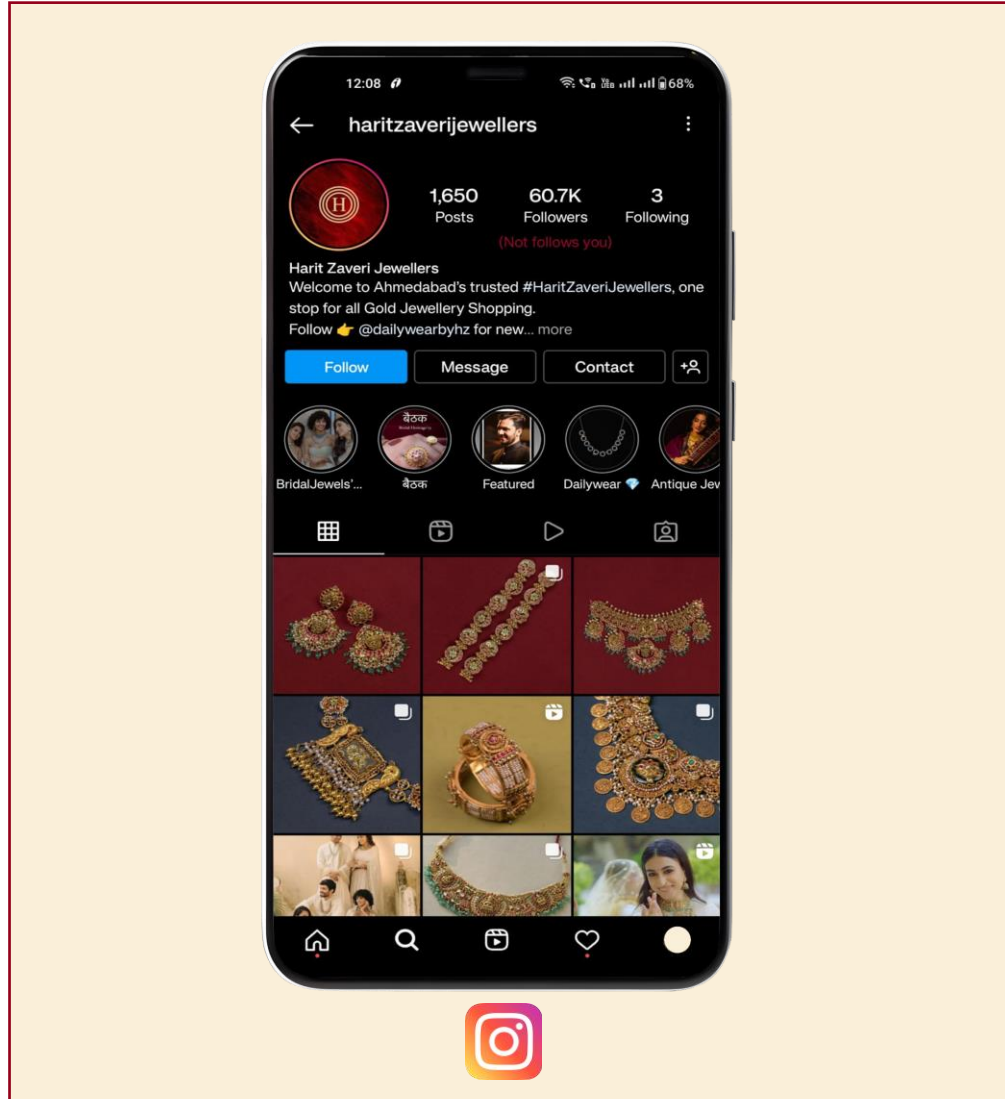 12:08
68%
haritzaverijewellers
H
1,650 60.7K 3
Posts Followers Following
(Not follows you)
Harit Zaveri Jewellers
Welcome to Ahmedabad's trusted #HaritZaveriJewellers, one
stop for all Gold Jewellery Shopping.
Follow 👉 @dailywearbyhz for new... more
Follow Message Contact
बैठक
BridalJewels'... बैठक Featured Dailywear 💎 Antique Jew